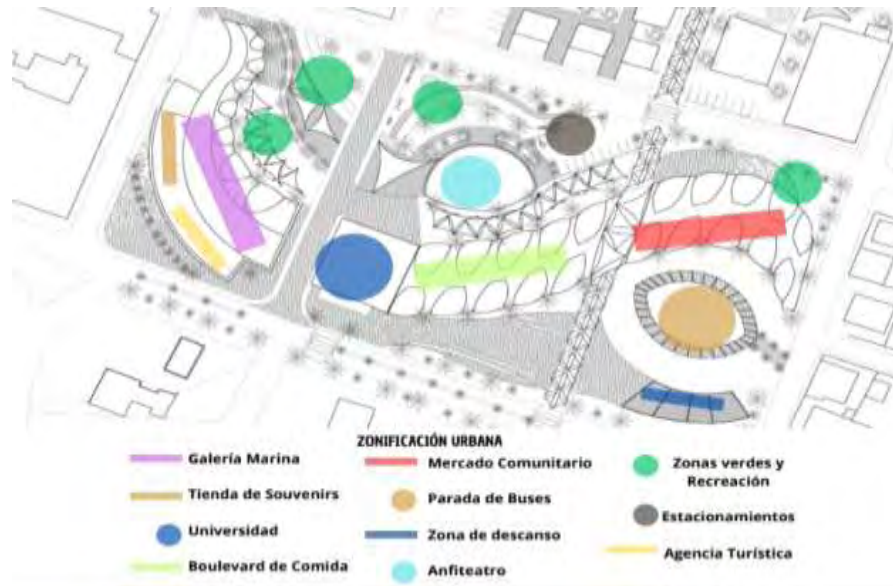 ZONIFICACIÓN URBANA
Galería Marina
Tienda de Souvenirs
Universidad
Boulevard de Comida
Mercado Comunitario
Parada de Buses
Zona de descanso
Anfiteatro
Zonas verdes y
Recreación
Estacionamientos
Agencia Turística